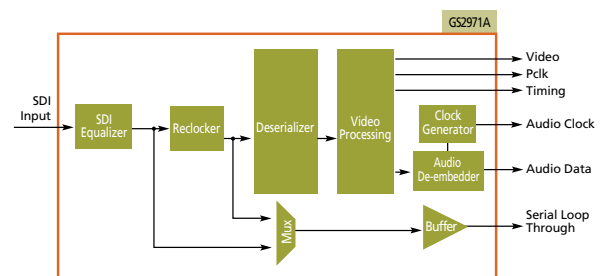 GS2971A
SDI
Input
SDI
Equalizer
Reclocker
Deserializer
Video
Processing
Clock
Generator
Audio
De-embedder
Mux
Buffer
Video
Pclk
Timing
Audio Clock
Audio Data
Serial Loop
Through